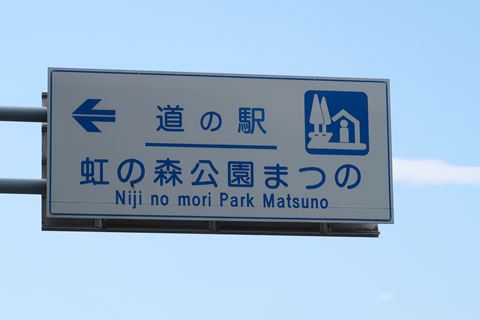 道の駅
虹の森公園まつの
Niji no mori Park Matsuno